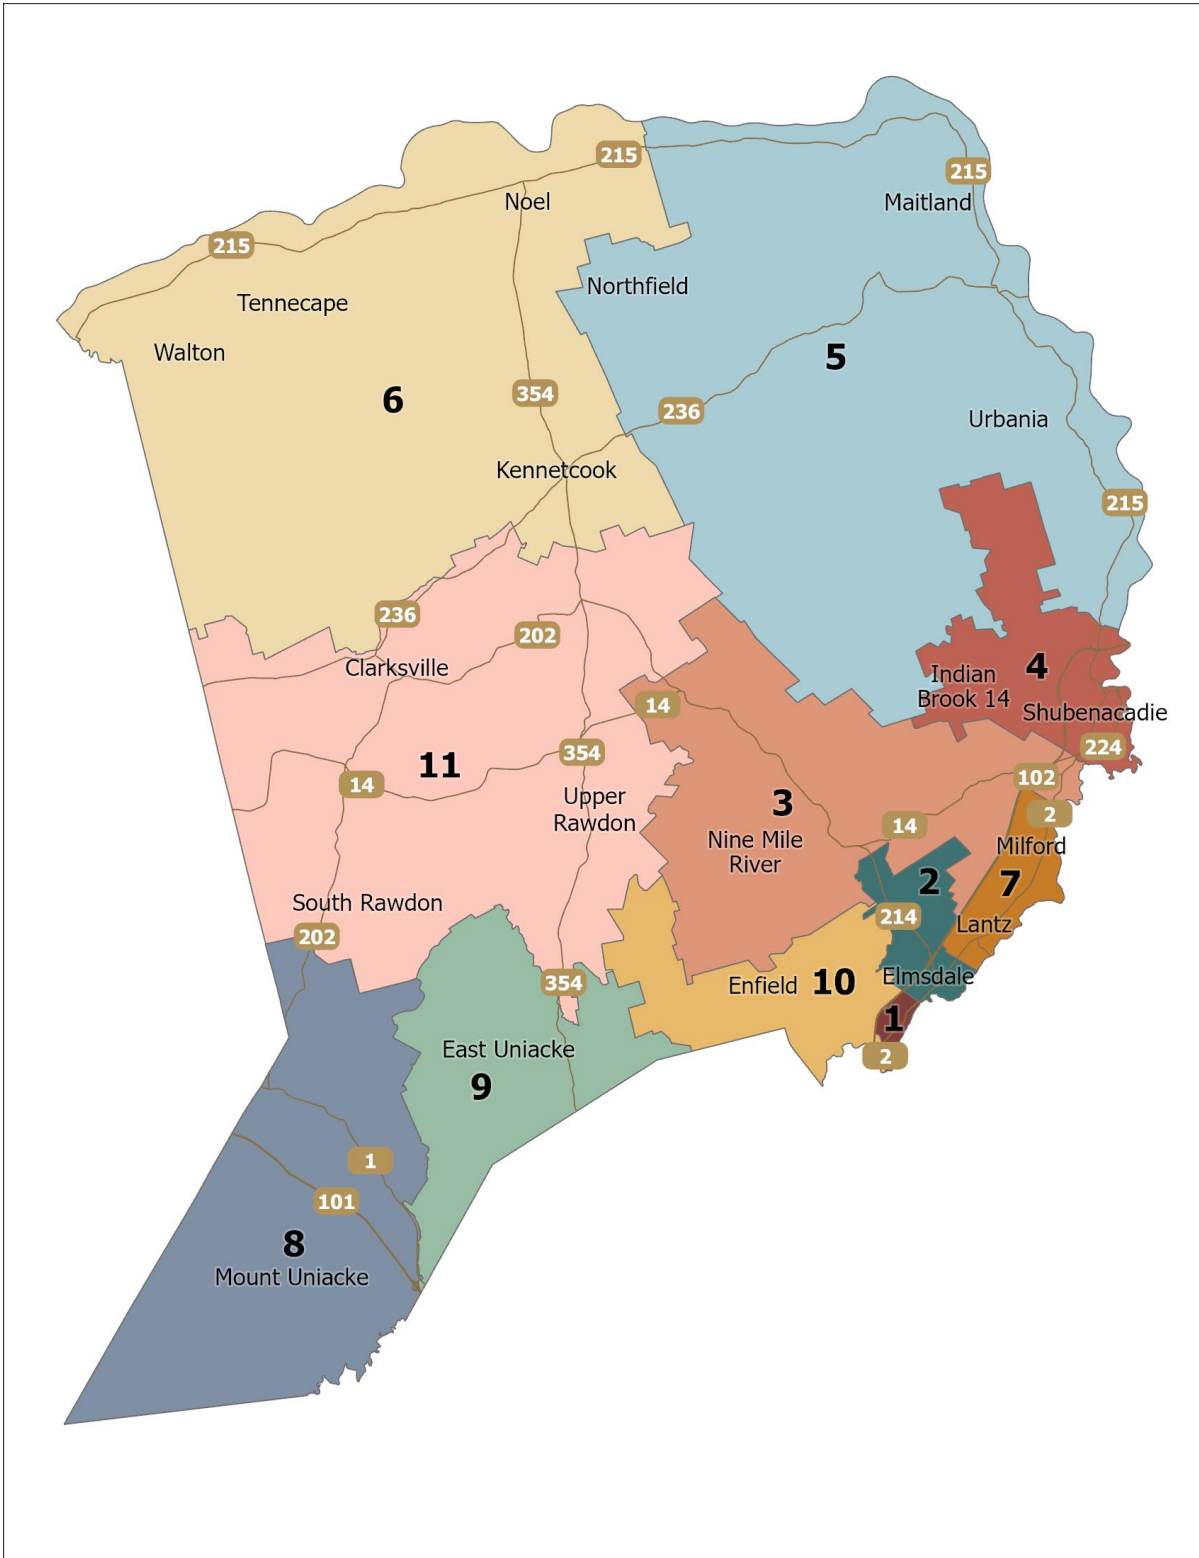 215
215
Noel
Maitland
215
Northfield
Tennecape
Walton
5
6
354
236
Urbania
Kennetcook
215
236
202
Clarksville
4
Indian
Brook 14
14
Shubenacadie
354
224
11
14
102
Upper
Rawdon
3
2
14
Nine Mile
River
Milford
2
7
South Rawdon
214
Lantz
202
Elmsdale
354
Enfield
10
1
East Uniacke
2
9
1
101
8
Mount Uniacke